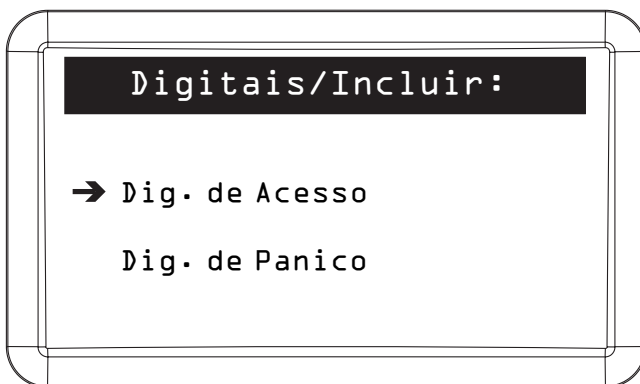 Digitais/Incluir:
➔ Dig. de Acesso
Dig. de Panico